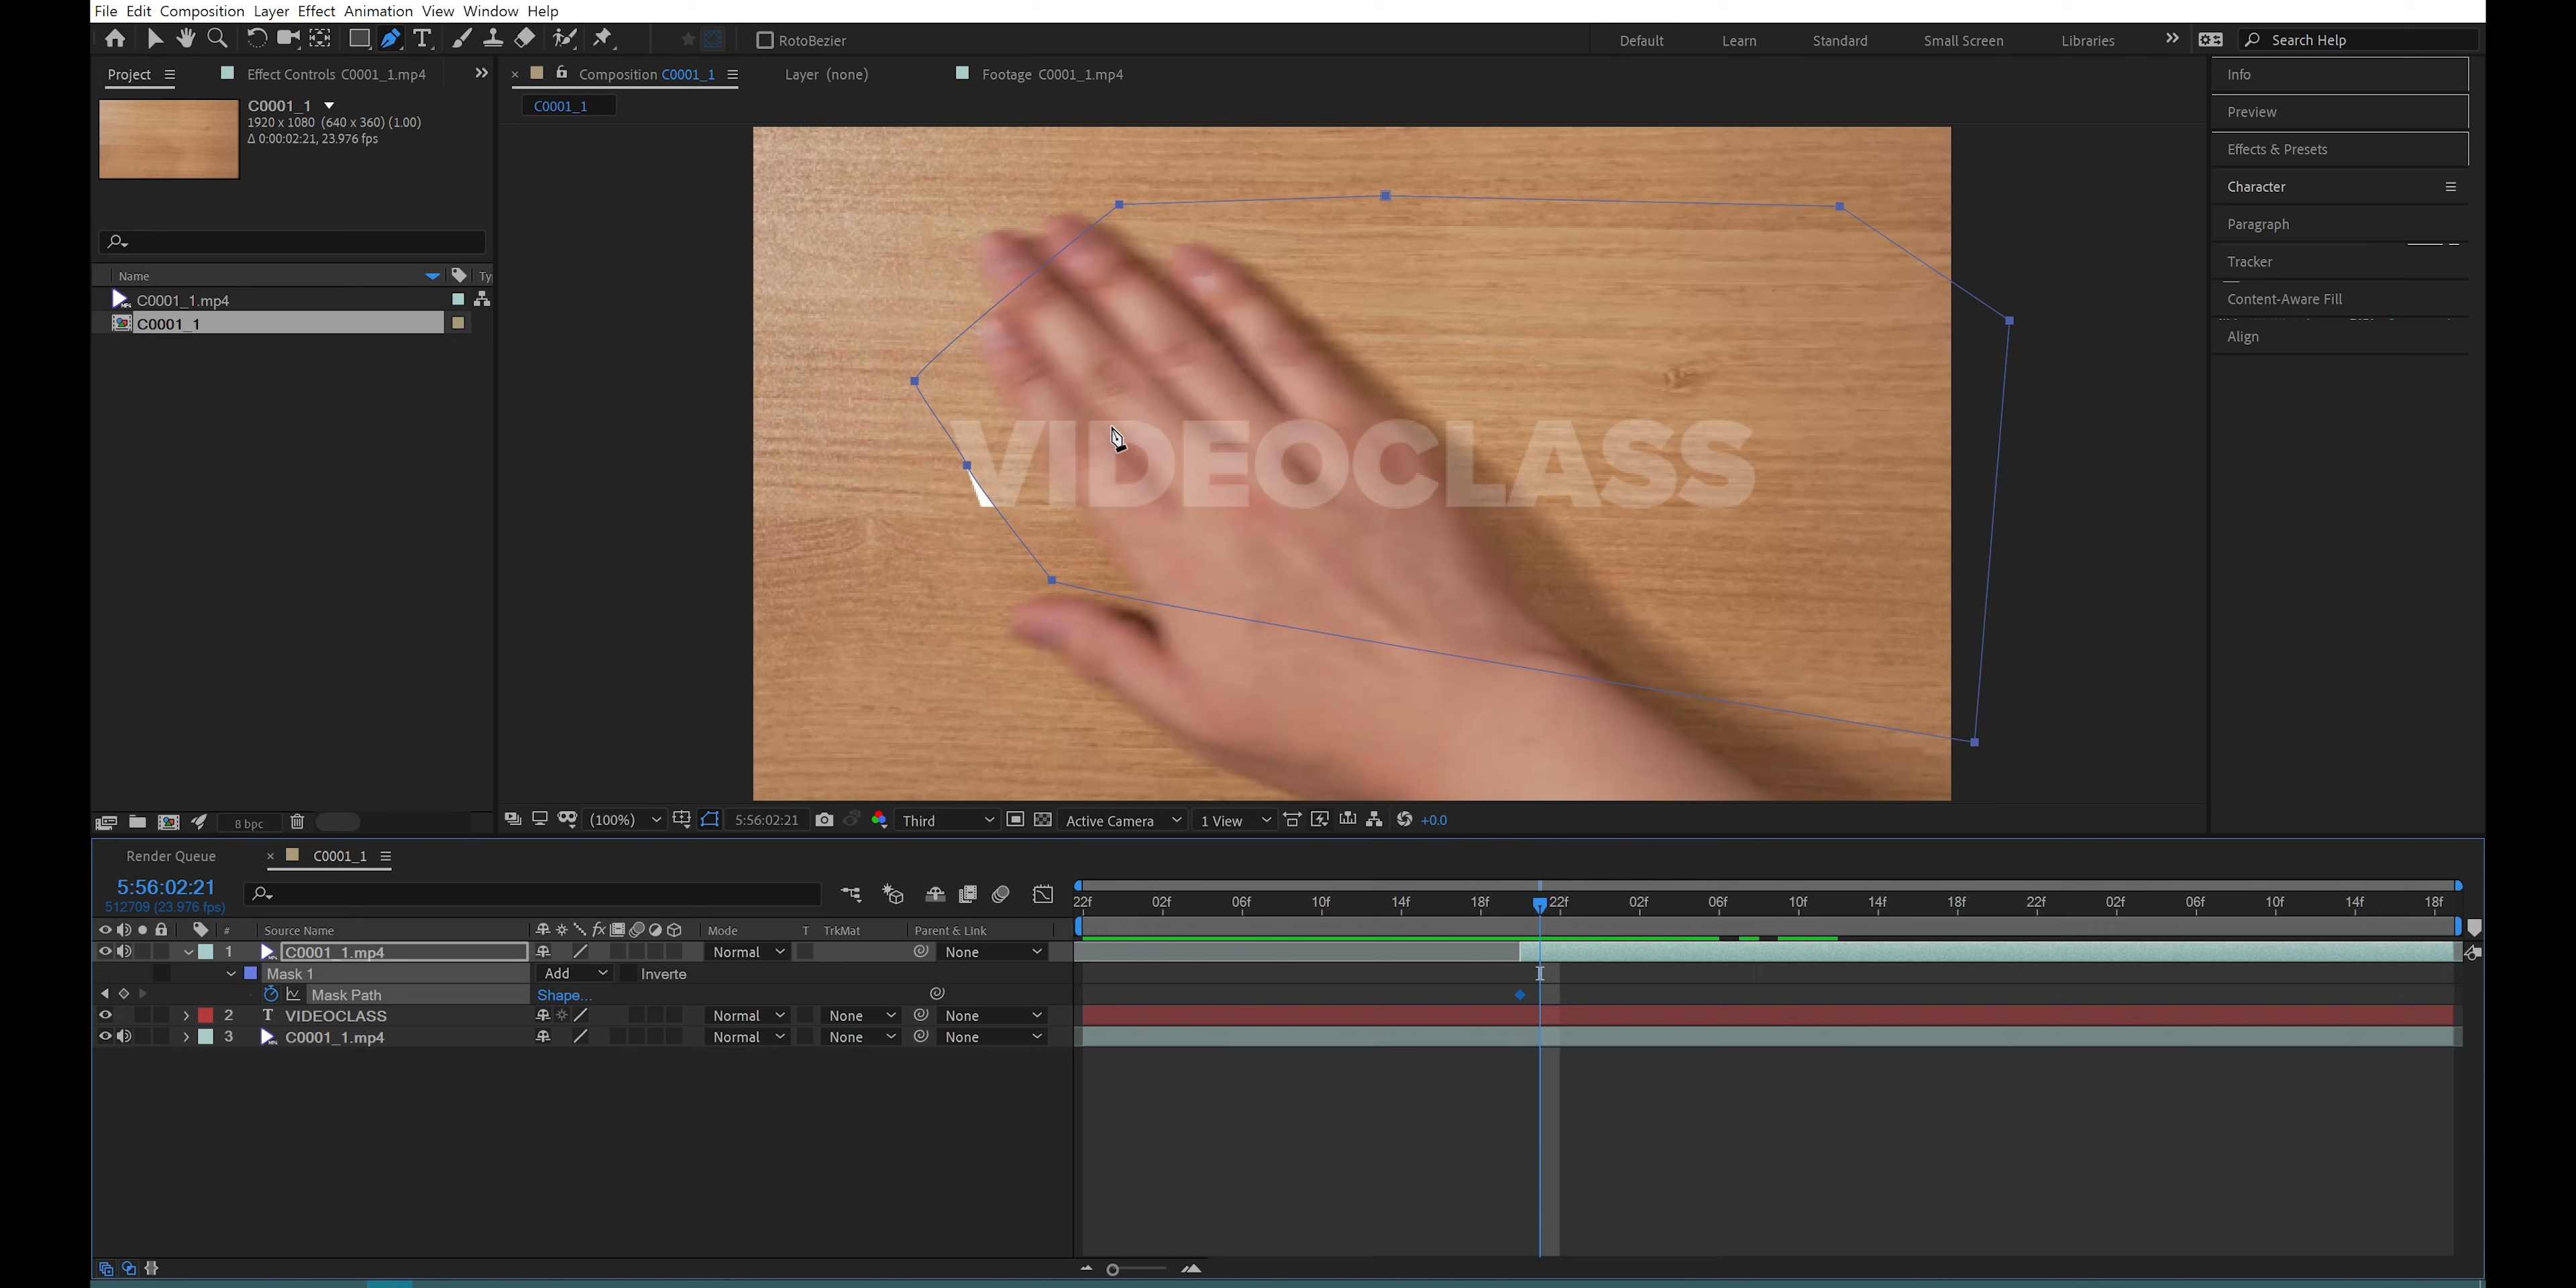 File Edit Composition Layer Effect Animation View Window Help
RotoBezier
Default Learn Standard Small Screen Libraries
Search Help
Project
Effect Controls C0001_1.mp4
Composition C0001_1
Layer (none)
Footage C0001_1.mp4
C0001_1
1920 x 1080 (640 x 360) (1.00)
Δ 0:00:02:21, 23.976 fps
Name
Ty
C0001_1.mp4
C0001_1
8 bpc
C0001_1
VIDEOCLASS
(100%)
5:56:02:21
Third
Active Camera
1 View
+0.0
Info
Preview
Effects & Presets
Character
Paragraph
Tracker
Content-Aware Fill
Align
Render Queue
C0001_1
5:56:02:21
512709 (23.976 fps)
22f 02f 06f 10f 14f 18f 22f 02f 06f 10f 14f 18f 22f 02f 06f 10f 14f 18f
# Source Name fx Mode T TrkMat Parent & Link
1 C0001_1.mp4 Normal None
Mask 1 Add Inverte
Mask Path Shape...
2 T VIDEOCLASS Normal None None
3 C0001_1.mp4 Normal None None